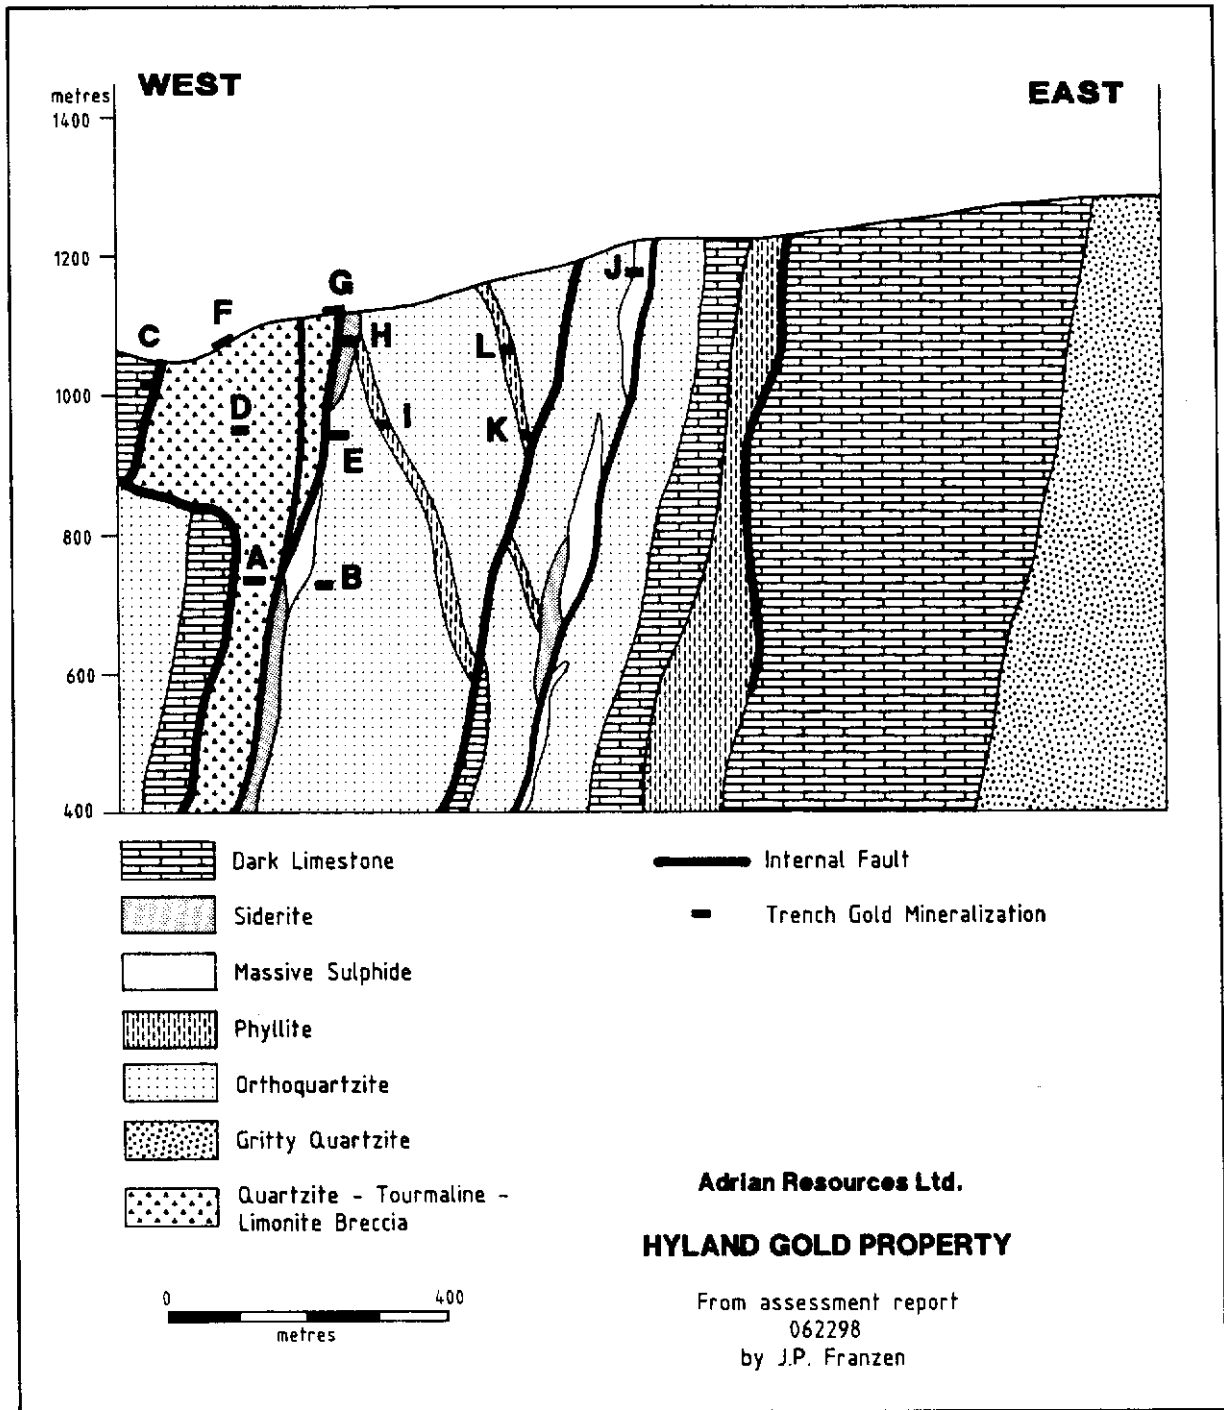 WEST
EAST
metres
1400
1200
1000
800
600
400
G
F
C
H
J
L
D
I
K
E
A
B
Dark Limestone
Siderite
Massive Sulphide
Phyllite
Orthoquartzite
Gritty Quartzite
Quartzite - Tourmaline -
Limonite Breccia
Internal Fault
Trench Gold Mineralization
0 400
metres
Adrian Resources Ltd.
HYLAND GOLD PROPERTY
From assessment report
062298
by J.P. Franzen